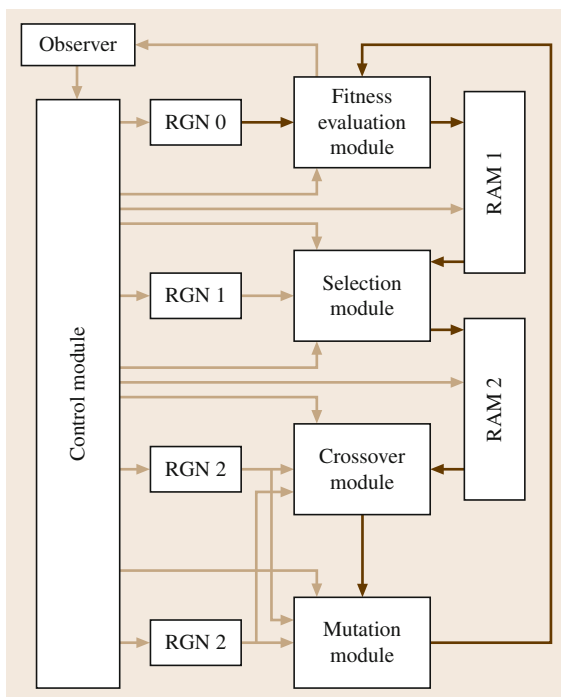 Observer
Control module
RGN 0
Fitness
evaluation
module
RAM 1
RGN 1
Selection
module
RAM 2
RGN 2
Crossover
module
RGN 2
Mutation
module